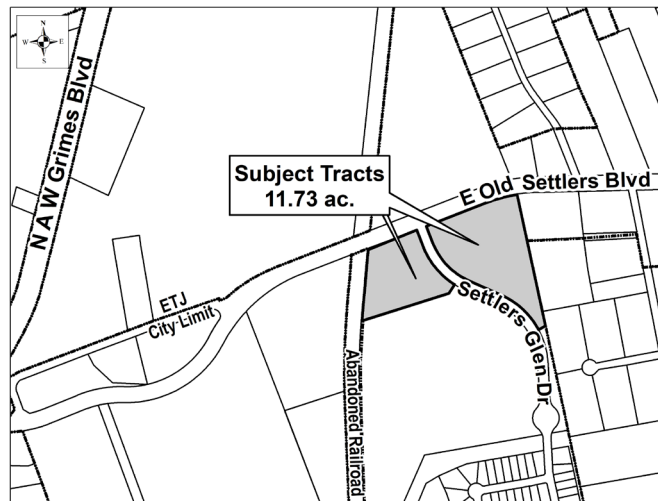 N
W
E
S
N A W Grimes Blvd
Subject Tracts
11.73 ac.
E Old Settlers Blvd
ETJ
City Limit
Settlers Glen Dr
Abandoned Railroad